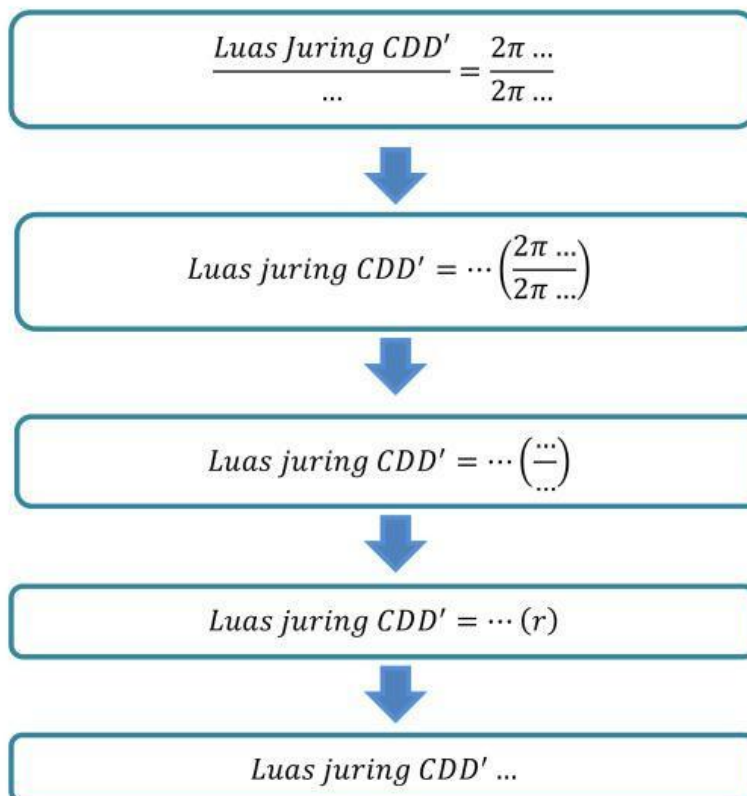 Luas Juring CDD′ / ... = 2π ... / 2π ...
Luas juring CDD′ = ⋯ (2π ... / 2π ...)
Luas juring CDD′ = ⋯ (... / ...)
Luas juring CDD′ = ⋯ (r)
Luas juring CDD′ ...